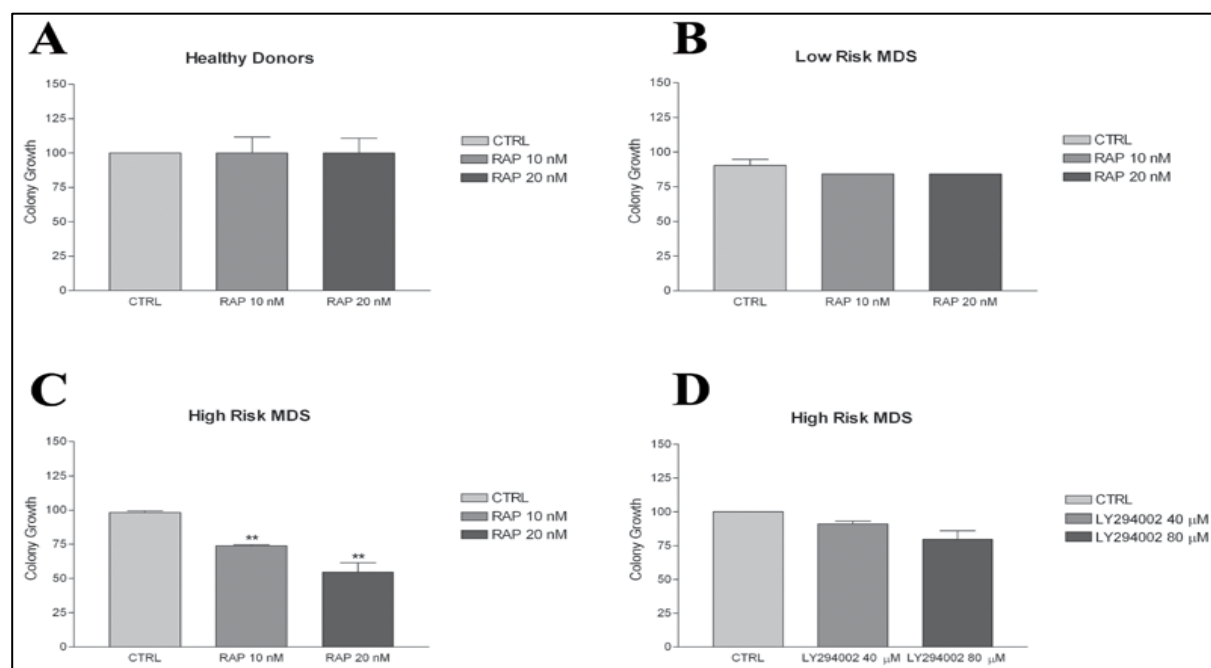 A
Healthy Donors
150
125
100
75
50
25
0
Colony Growth
CTRL
RAP 10 nM
RAP 20 nM
CTRL RAP 10 nM RAP 20 nM
B
Low Risk MDS
150
125
100
75
50
25
0
Colony Growth
CTRL
RAP 10 nM
RAP 20 nM
CTRL RAP 10 nM RAP 20 nM
C
High Risk MDS
150
125
100
75
50
25
0
Colony Growth
** **
CTRL
RAP 10 nM
RAP 20 nM
CTRL RAP 10 nM RAP 20 nM
D
High Risk MDS
150
125
100
75
50
25
0
Colony Growth
CTRL
LY294002 40 μM
LY294002 80 μM
CTRL LY294002 40 μM LY294002 80 μM